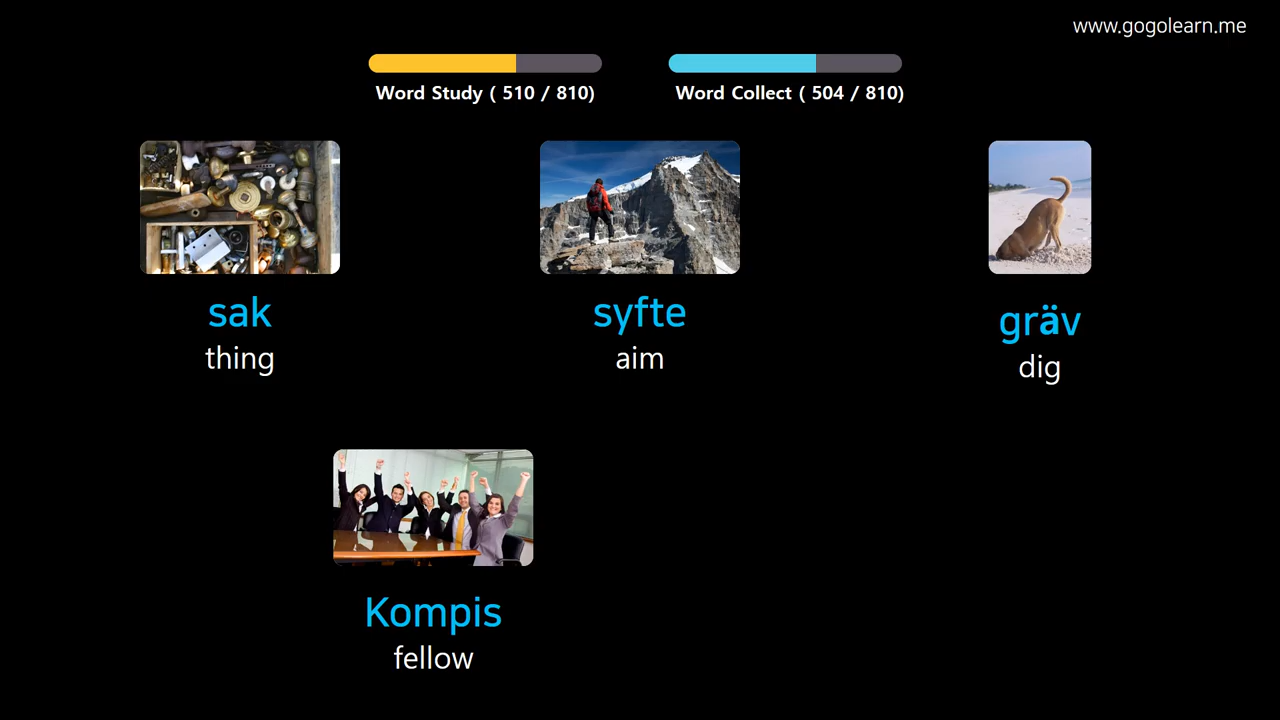 www.gogolearn.me
Word Study ( 510 / 810)
Word Collect ( 504 / 810)
sak
thing
syfte
aim
gräv
dig
Kompis
fellow